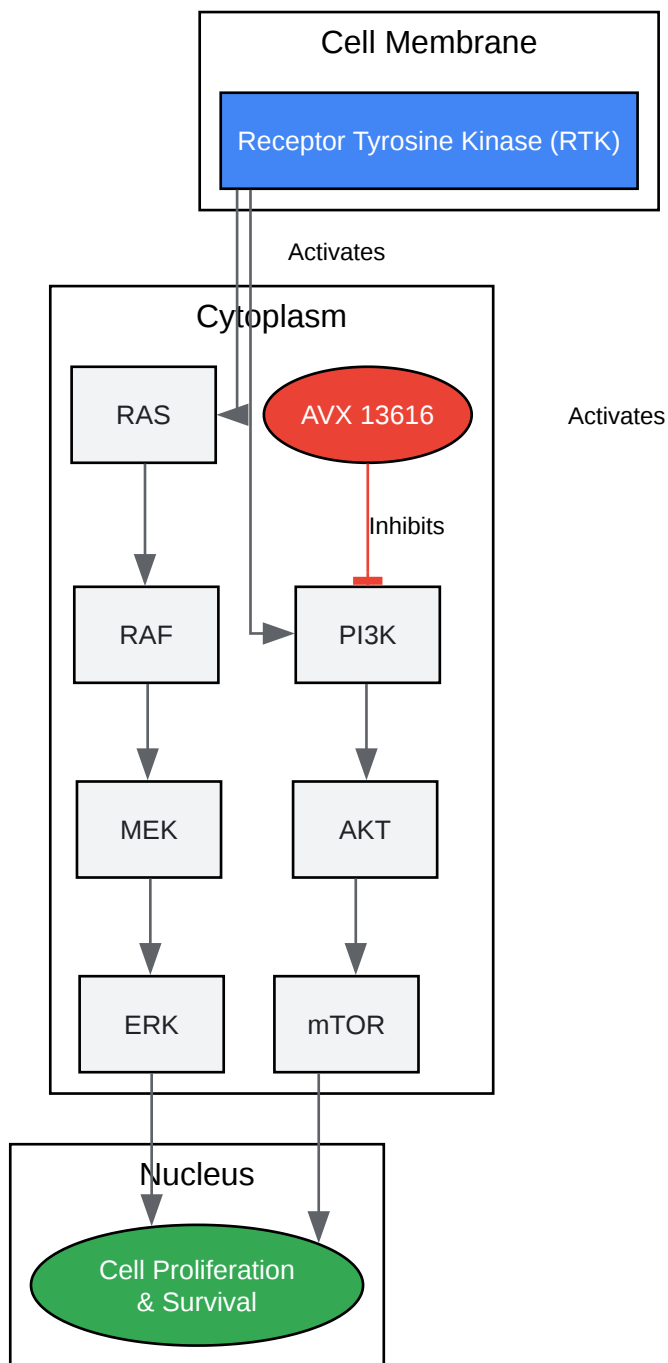 Cell Membrane
Receptor Tyrosine Kinase (RTK)
Activates
Cytoplasm
RAS
AVX 13616
Activates
Inhibits
RAF
PI3K
MEK
AKT
ERK
mTOR
Nucleus
Cell Proliferation
& Survival